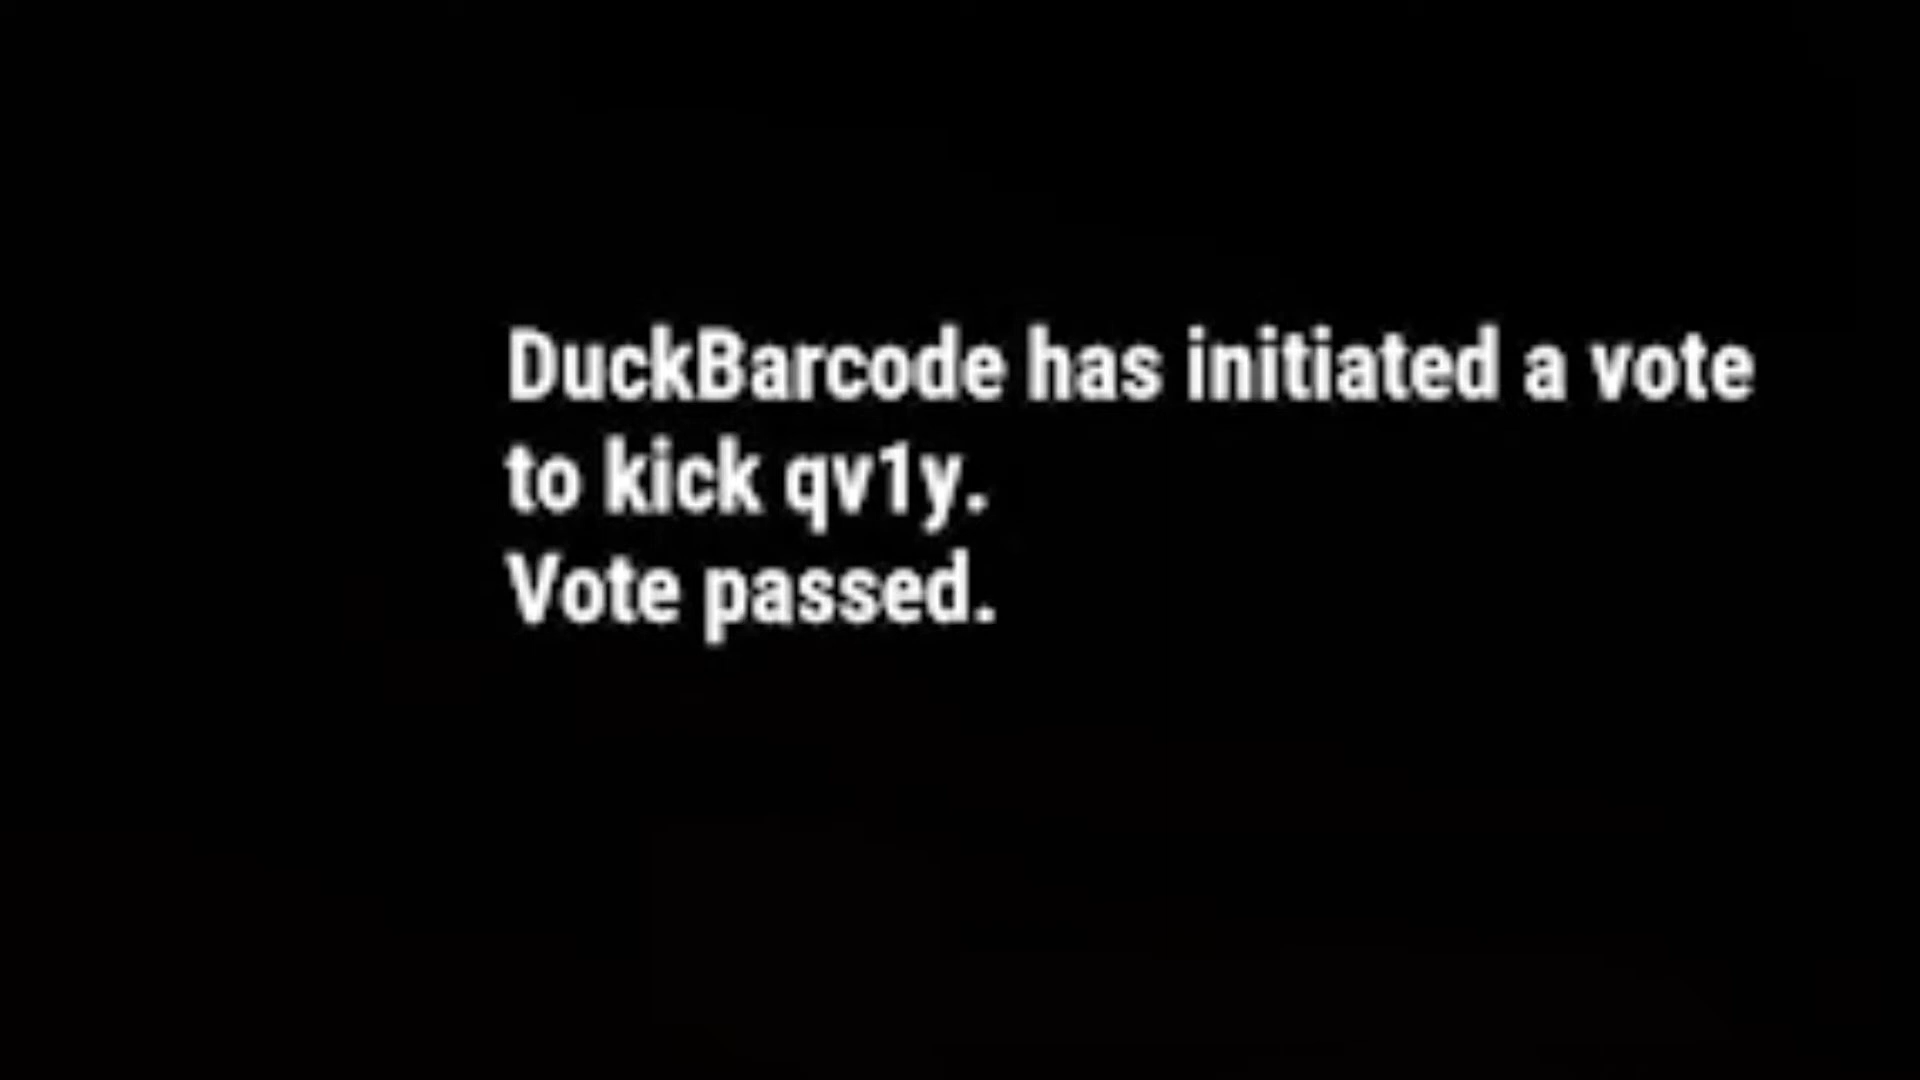 DuckBarcode has initiated a vote
to kick qv1y.
Vote passed.